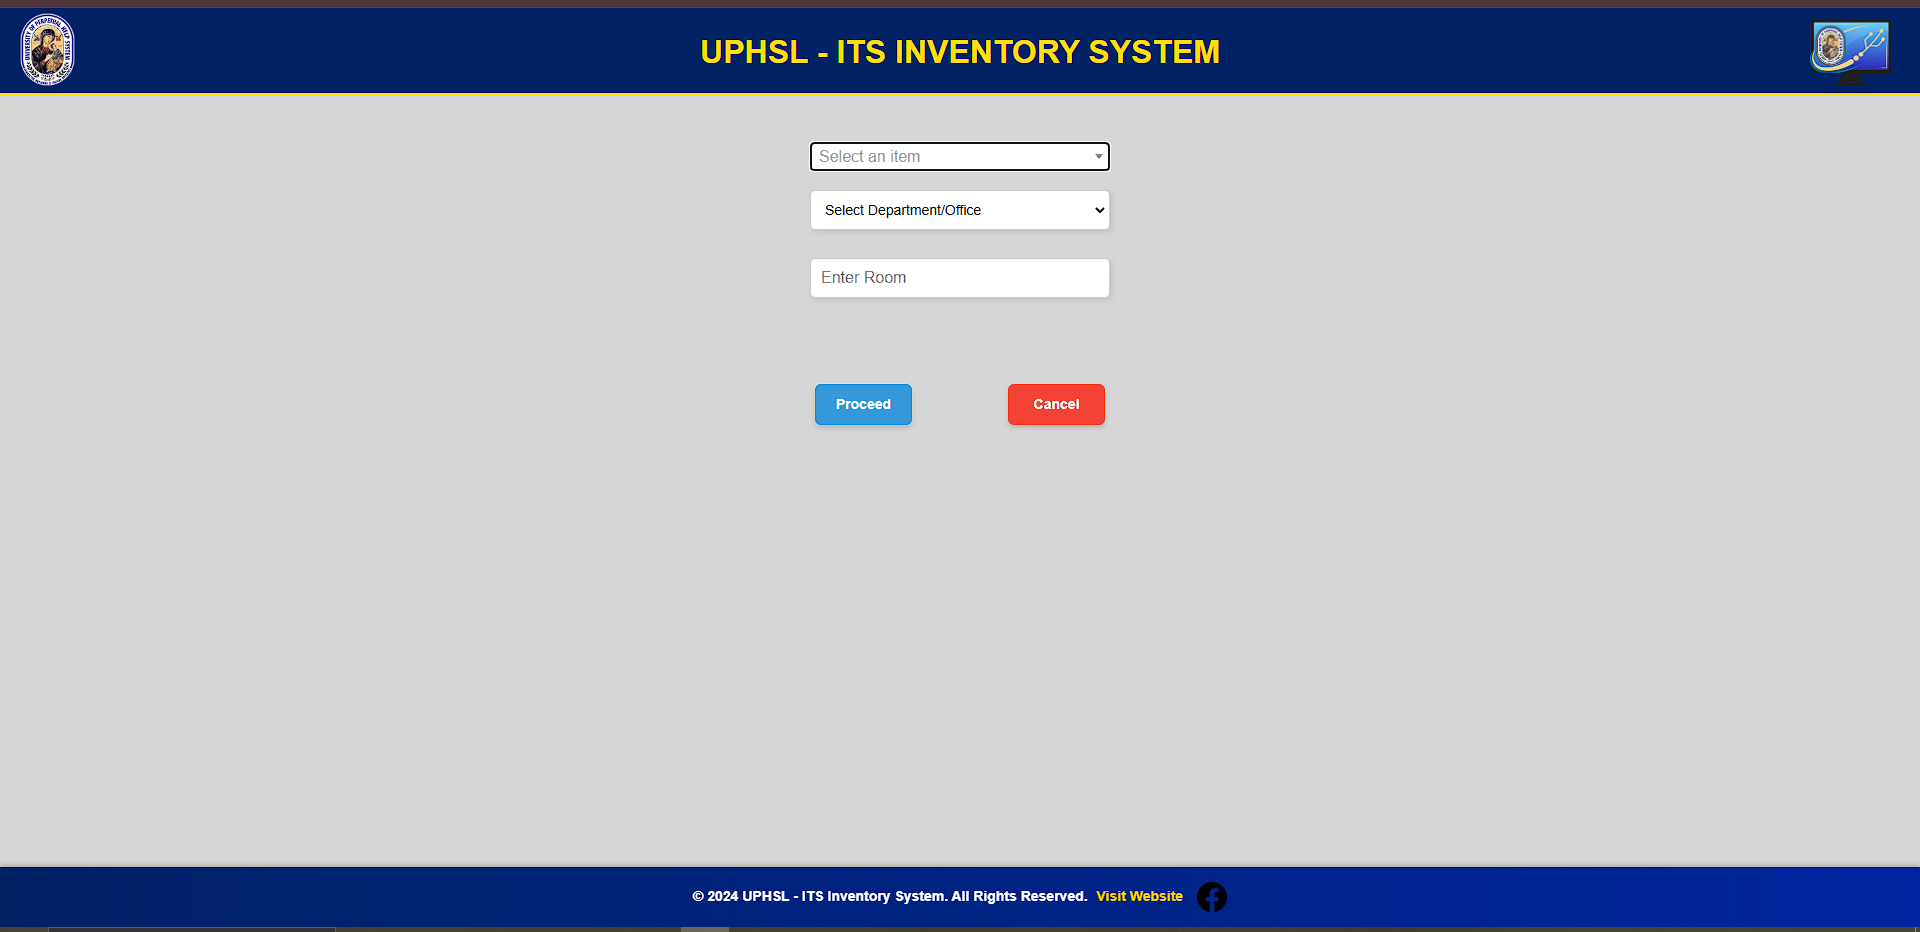 UPHSL - ITS INVENTORY SYSTEM
Select an item
Select Department/Office
Enter Room
Proceed
Cancel
© 2024 UPHSL - ITS Inventory System. All Rights Reserved. Visit Website